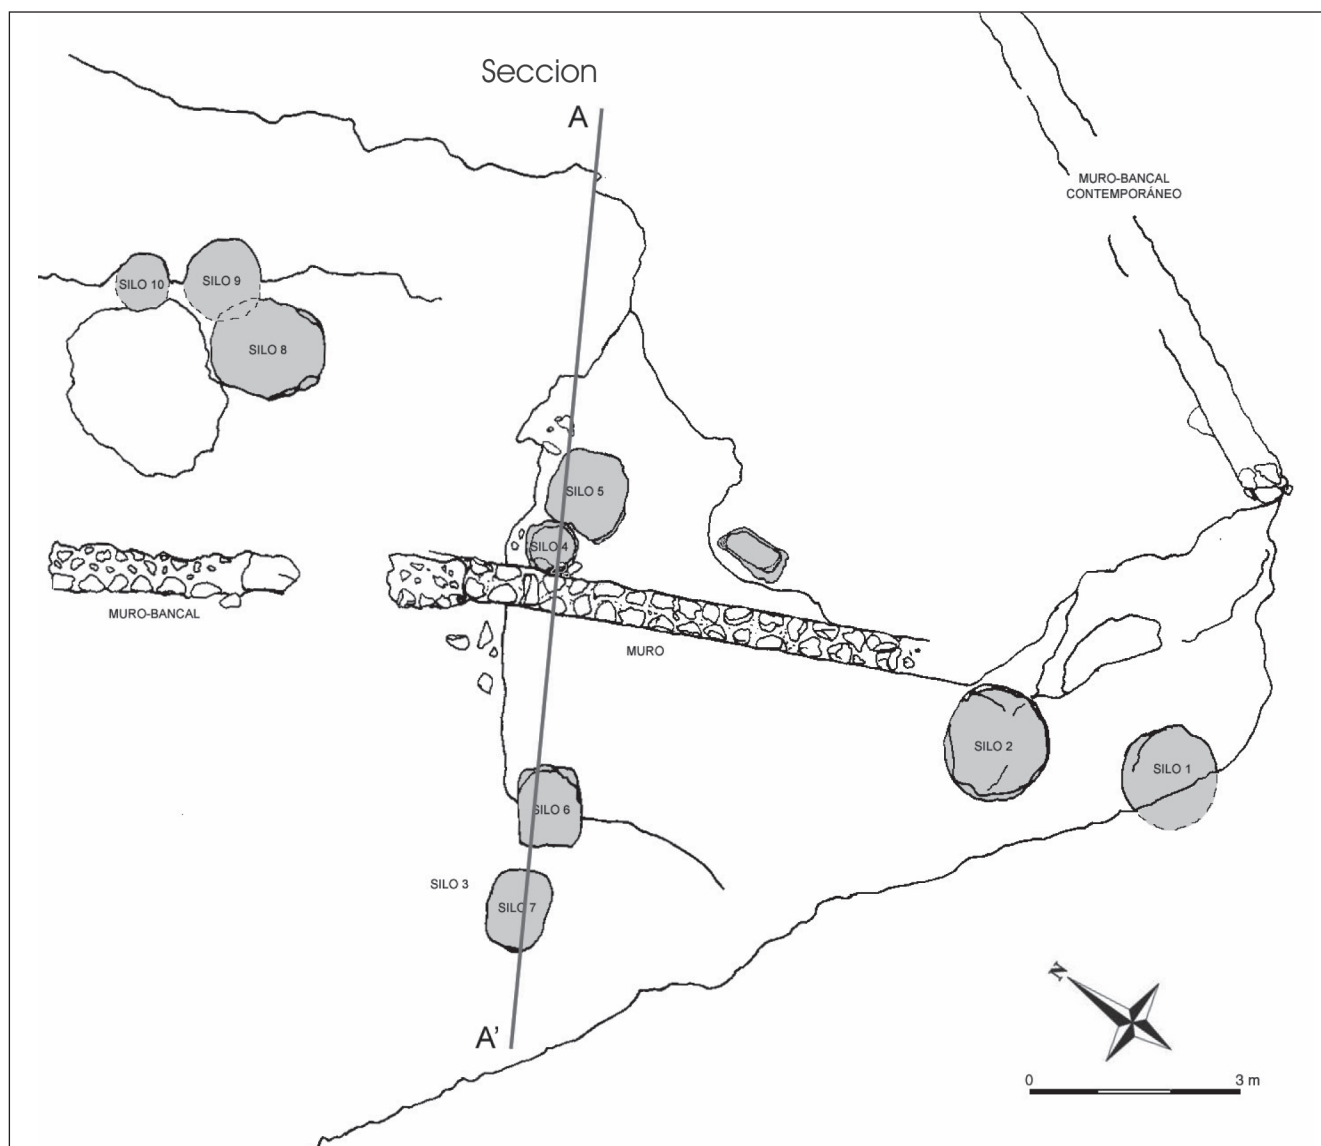 Seccion
A
MURO-BANCAL
CONTEMPORÁNEO
SILO 10
SILO 9
SILO 8
SILO 5
SILO 4
MURO-BANCAL
MURO
SILO 2
SILO 1
SILO 6
SILO 3
SILO 7
N
A'
0 3 m